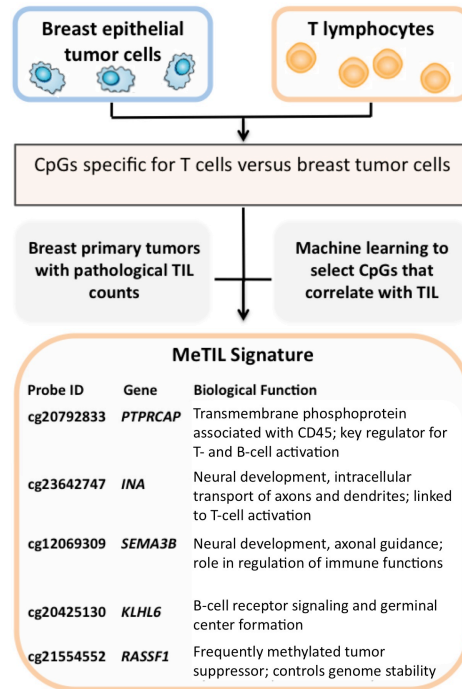 Breast epithelial
tumor cells
T lymphocytes
CpGs specific for T cells versus breast tumor cells
Breast primary tumors
with pathological TIL
counts
Machine learning to
select CpGs that
correlate with TIL
MeTIL Signature
Probe ID Gene Biological Function
cg20792833 PTPRCAP Transmembrane phosphoprotein
associated with CD45; key regulator for
T- and B-cell activation
cg23642747 INA Neural development, intracellular
transport of axons and dendrites; linked
to T-cell activation
cg12069309 SEMA3B Neural development, axonal guidance;
role in regulation of immune functions
cg20425130 KLHL6 B-cell receptor signaling and germinal
center formation
cg21554552 RASSF1 Frequently methylated tumor
suppressor; controls genome stability